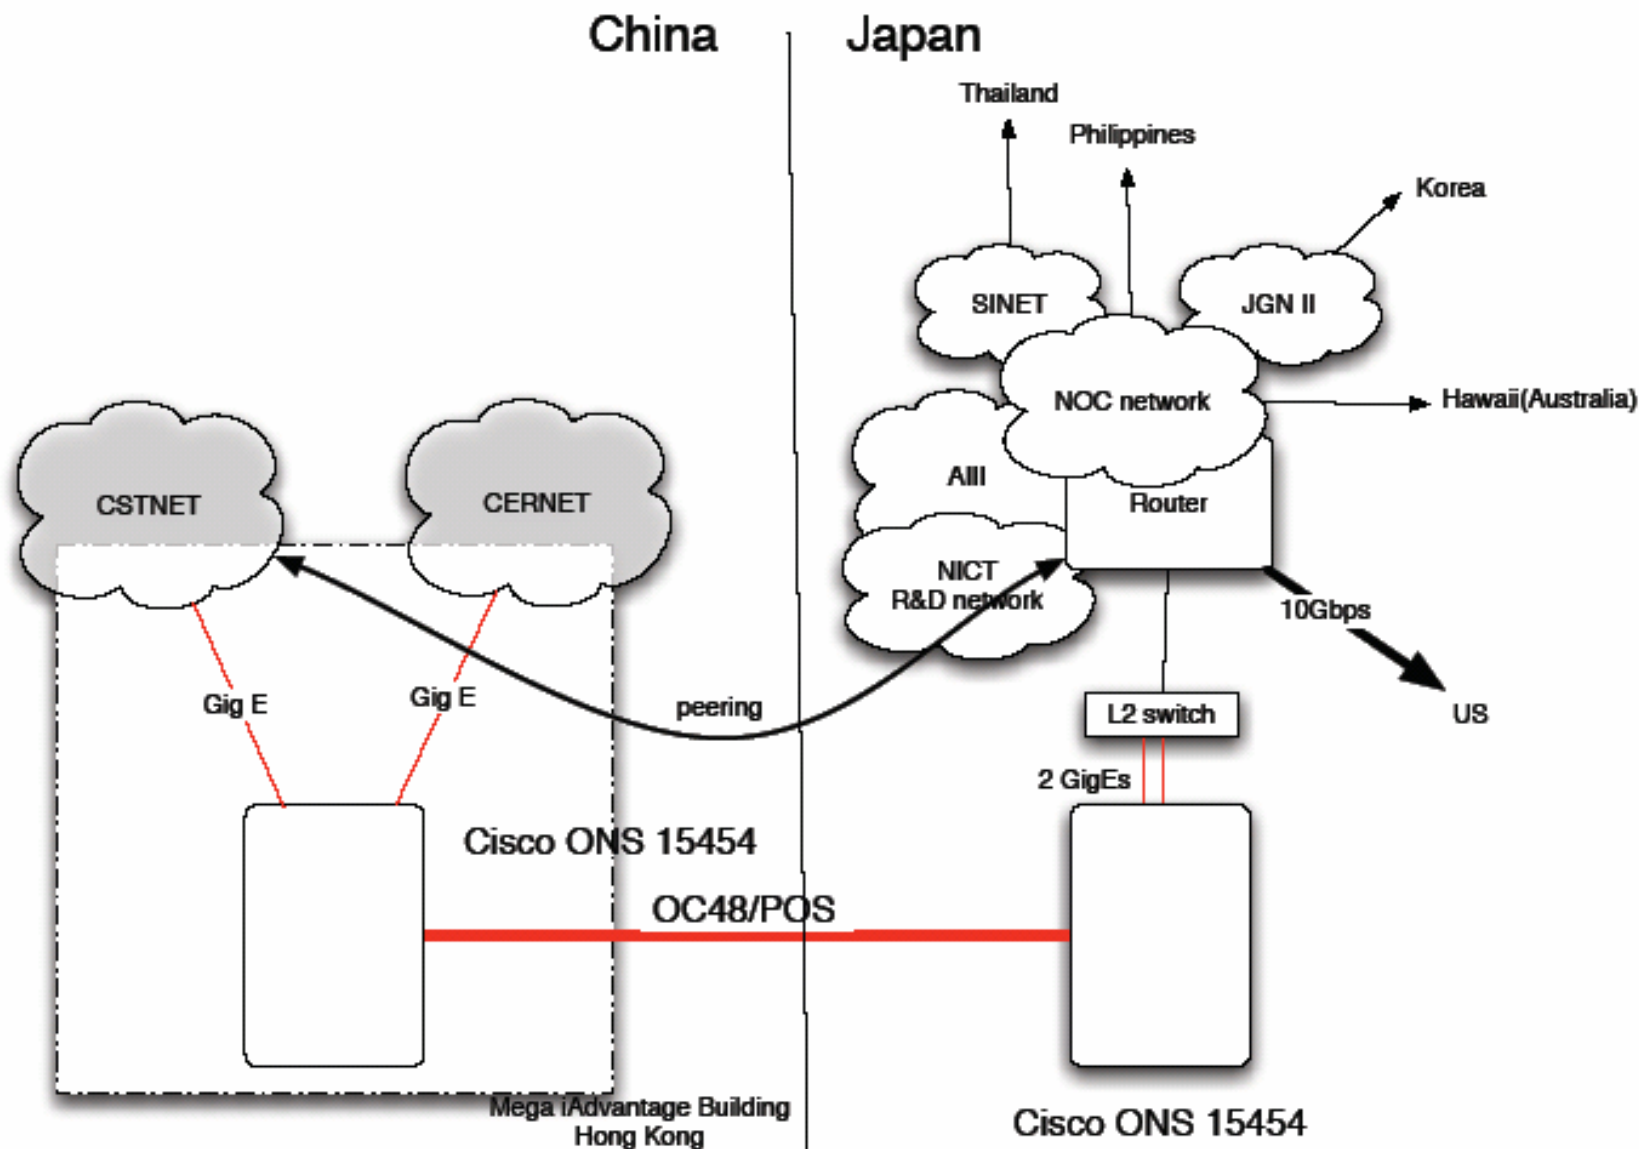 China
Japan
Thailand
Philippines
Korea
SINET
JGN II
NOC network
Hawaii(Australia)
AIII
Router
CSTNET
CERNET
NICT
R&D network
10Gbps
US
Gig E
Gig E
peering
L2 switch
2 GigEs
Cisco ONS 15454
OC48/POS
Mega iAdvantage Building
Hong Kong
Cisco ONS 15454